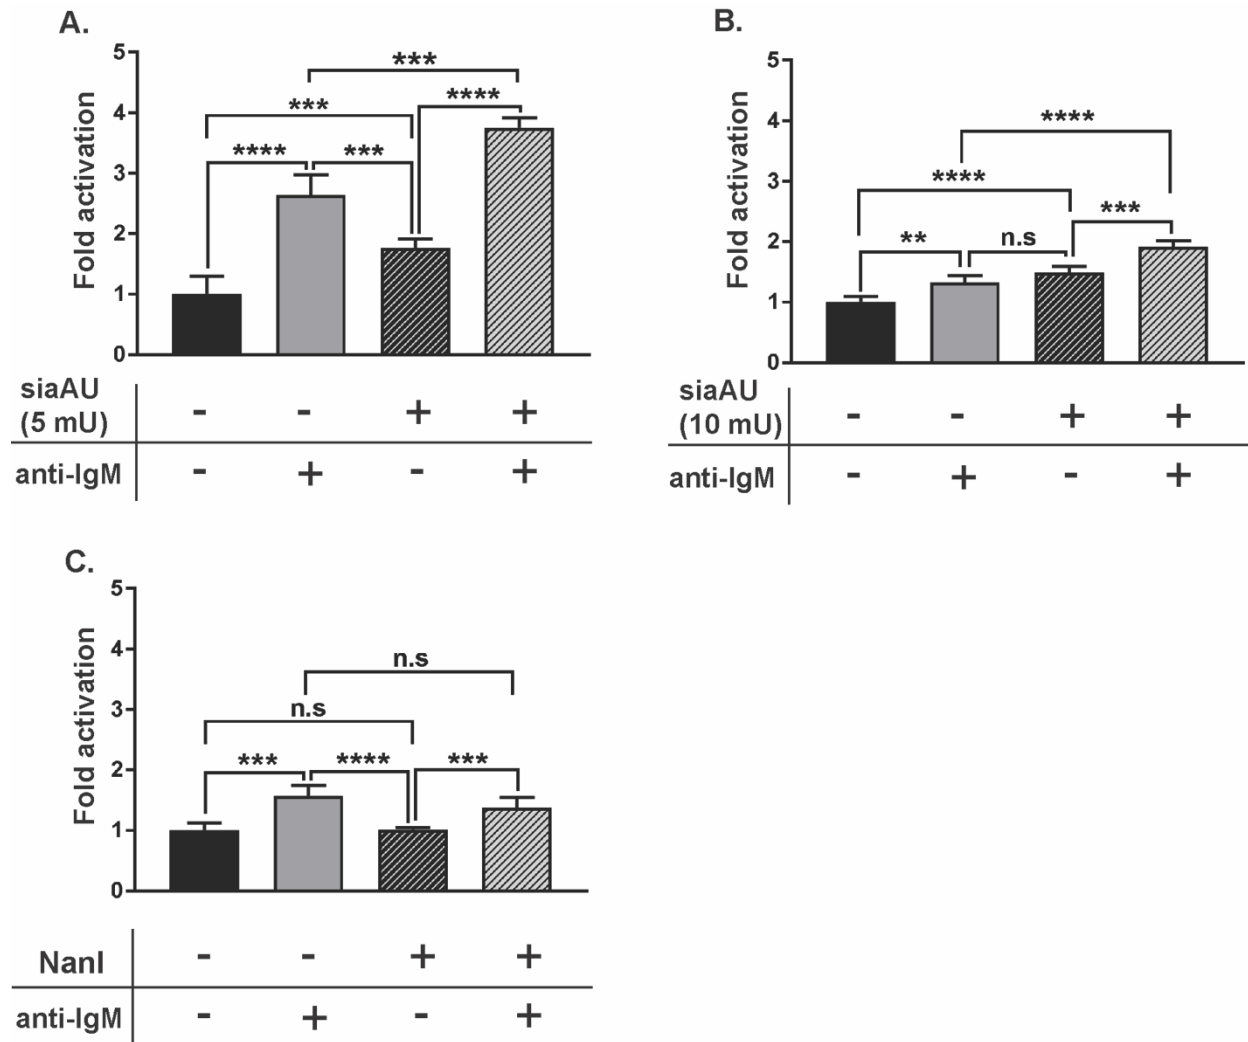 A.
Fold activation
5
4
3
2
1
0
***
***
****
****
***
siaAU
(5 mU)
- - + +
anti-IgM
- + - +
B.
Fold activation
5
4
3
2
1
0
****
****
***
**
n.s
siaAU
(10 mU)
- - + +
anti-IgM
- + - +
C.
Fold activation
5
4
3
2
1
0
n.s
n.s
***
****
***
NanI
- - + +
anti-IgM
- + - +